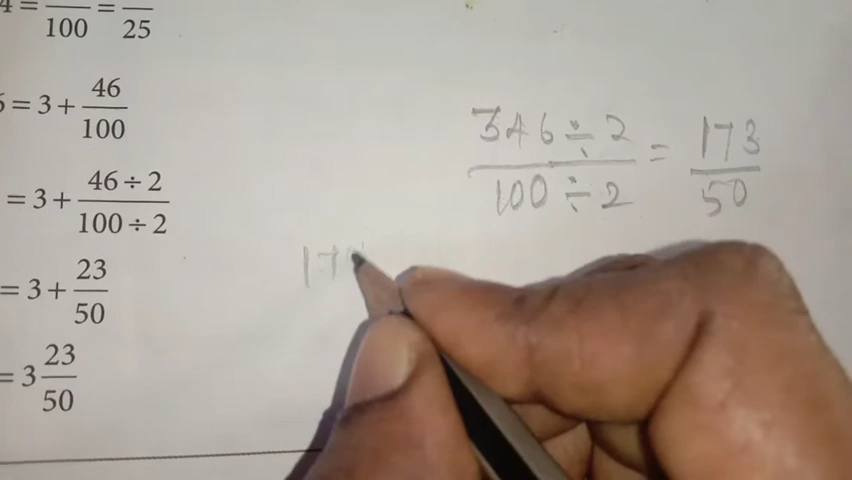 4 = /100 = /25
6 = 3 + 46/100
= 3 + 46 ÷ 2/100 ÷ 2
= 3 + 23/50
= 3 23/50
346 ÷ 2/100 ÷ 2 = 173/50
17